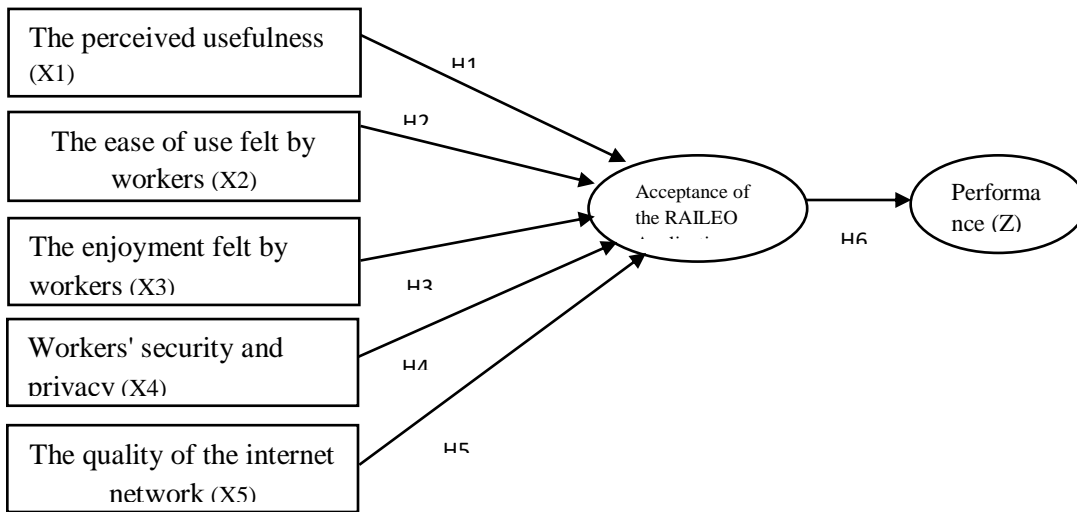 The perceived usefulness
(X1)
H1
The ease of use felt by
workers (X2)
H2
The enjoyment felt by
workers (X3)
H3
Workers' security and
privacy (X4)
H4
The quality of the internet
network (X5)
H5
Acceptance of
the RAILEO
H6
Performa
nce (Z)